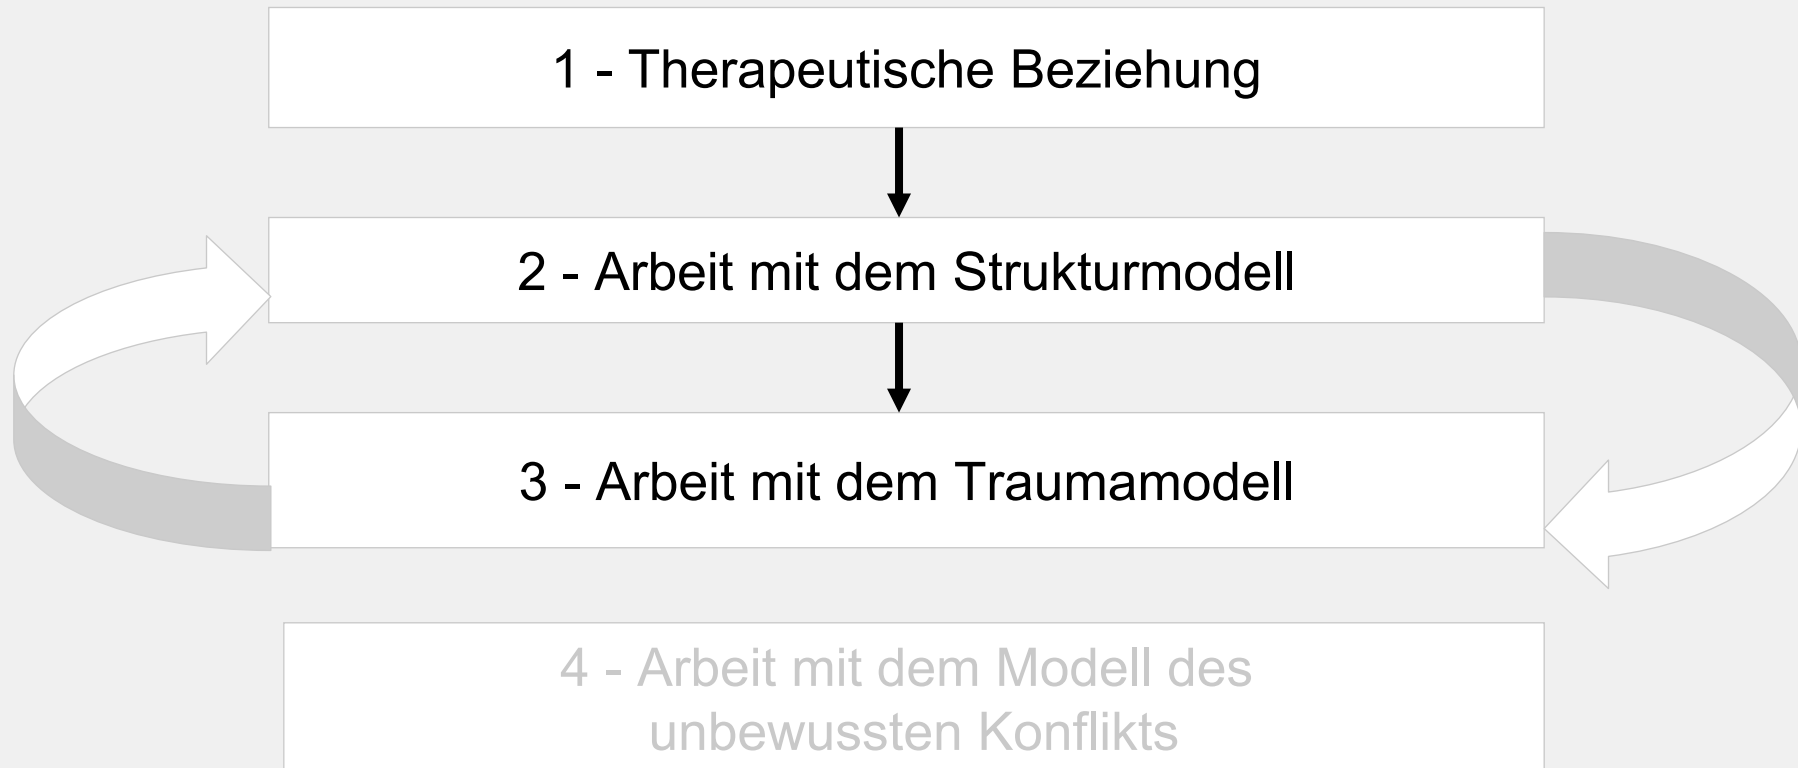 1 - Therapeutische Beziehung
2 - Arbeit mit dem Strukturmodell
3 - Arbeit mit dem Traumamodell
4 - Arbeit mit dem Modell des
unbewussten Konflikts